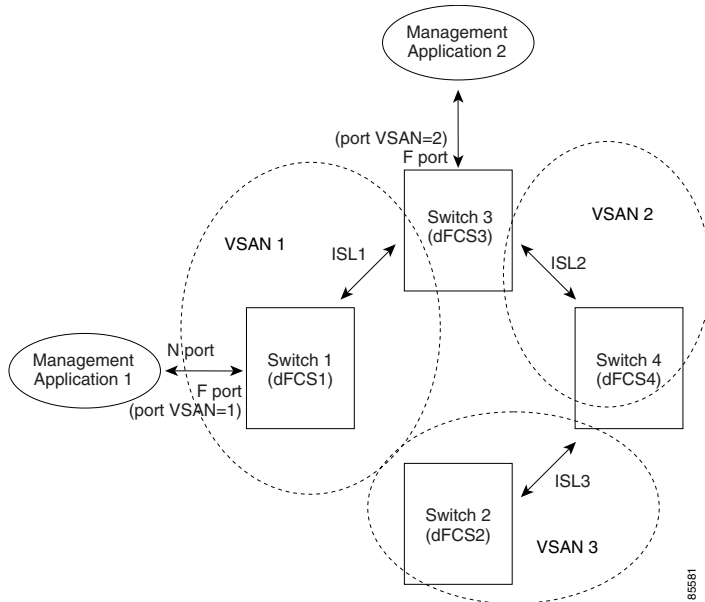 Management
Application 2
(port VSAN=2)
F port
Switch 3
(dFCS3)
VSAN 2
VSAN 1
ISL1
ISL2
N port
Management
Application 1
F port
(port VSAN=1)
Switch 1
(dFCS1)
Switch 4
(dFCS4)
ISL3
Switch 2
(dFCS2)
VSAN 3
85581